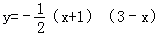 y=-\frac{1}{2}（x+1）（3-x）